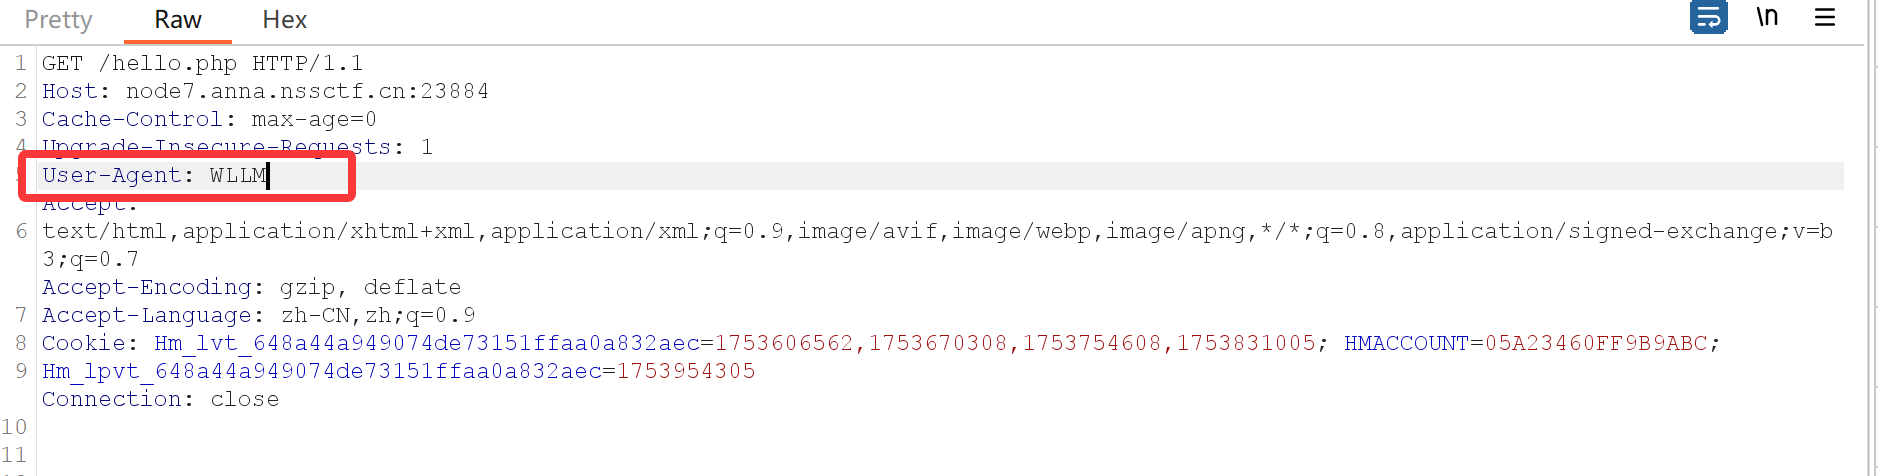 Pretty Raw Hex \n
1 GET /hello.php HTTP/1.1
2 Host: node7.anna.nssctf.cn:23884
3 Cache-Control: max-age=0
4 Upgrade-Insecure-Requests: 1
User-Agent: WLLM
Accept:
6 text/html,application/xhtml+xml,application/xml;q=0.9,image/avif,image/webp,image/apng,*/*;q=0.8,application/signed-exchange;v=b
3;q=0.7
Accept-Encoding: gzip, deflate
7 Accept-Language: zh-CN,zh;q=0.9
8 Cookie: Hm_lvt_648a44a949074de73151ffaa0a832aec=1753606562,1753670308,1753754608,1753831005; HMACCOUNT=05A23460FF9B9ABC;
9 Hm_lpvt_648a44a949074de73151ffaa0a832aec=1753954305
Connection: close
10
11